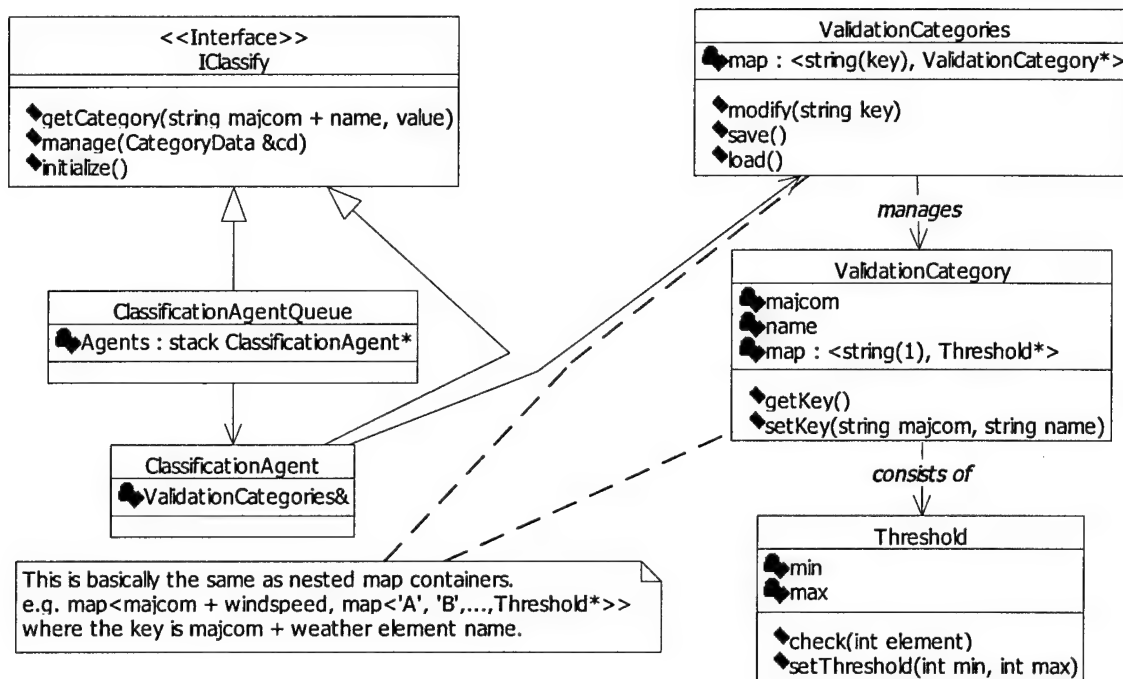 <<Interface>>
IClassify
getCategory(string majcom + name, value)
manage(CategoryData &cd)
initialize()
ValidationCategories
map : <string(key), ValidationCategory*>
modify(string key)
save()
load()
manages
ClassificationAgentQueue
Agents : stack ClassificationAgent*
ValidationCategory
majcom
name
map : <string(1), Threshold*>
getKey()
setKey(string majcom, string name)
ClassificationAgent
ValidationCategories&
consists of
Threshold
min
max
check(int element)
setThreshold(int min, int max)
This is basically the same as nested map containers.
e.g. map<majcom + windspeed, map<'A', 'B',...,Threshold*>>
where the key is majcom + weather element name.